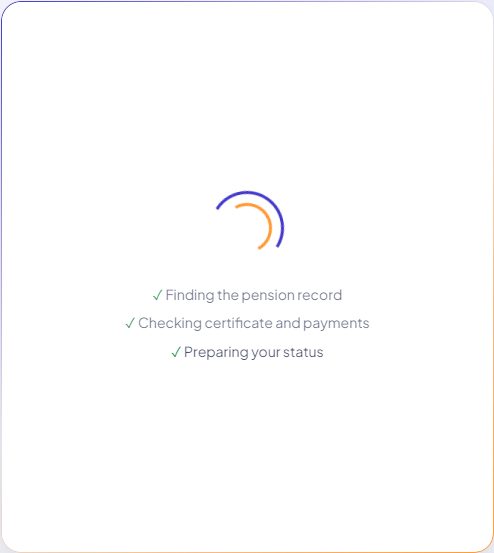 ✓ Finding the pension record
✓ Checking certificate and payments
✓ Preparing your status